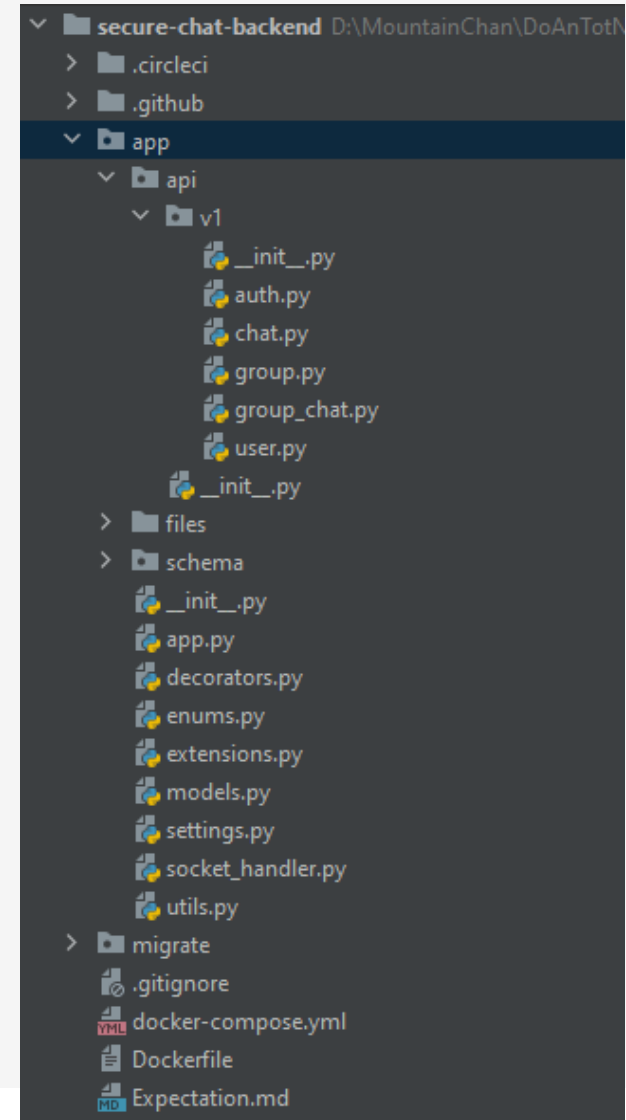 secure-chat-backend D:\MountainChan\DoAnTotN
.circleci
.github
app
api
v1
__init__.py
auth.py
chat.py
group.py
group_chat.py
user.py
__init__.py
files
schema
__init__.py
app.py
decorators.py
enums.py
extensions.py
models.py
settings.py
socket_handler.py
utils.py
migrate
.gitignore
YML docker-compose.yml
Dockerfile
MD Expectation.md